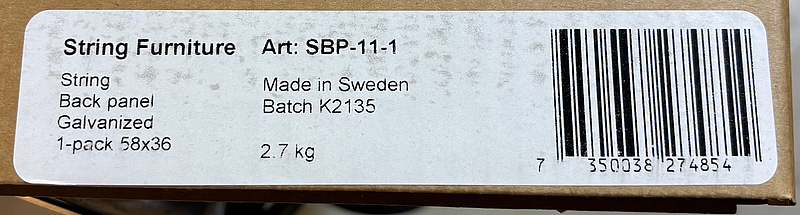 String Furniture
String
Back panel
Galvanized
1-pack 58x36
Art: SBP-11-1
Made in Sweden
Batch K2135
2.7 kg
7 350038 274854